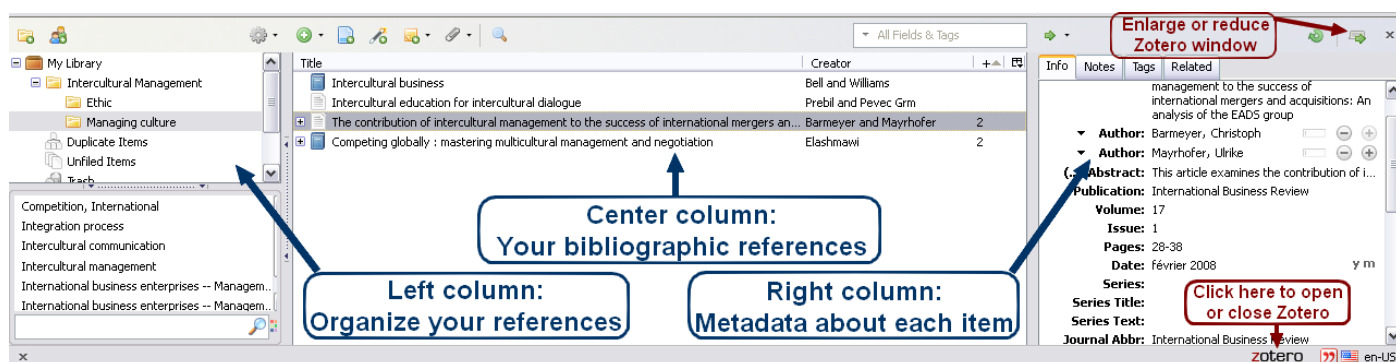 Enlarge or reduce
Zotero window
All Fields & Tags
My Library
Intercultural Management
Ethic
Managing culture
Duplicate Items
Unfiled Items
Trash
Competition, International
Integration process
Intercultural communication
Intercultural management
International business enterprises -- Managem..
International business enterprises -- Managem..
Title Creator +
Intercultural business Bell and Williams
Intercultural education for intercultural dialogue Prebil and Pevec Grm
The contribution of intercultural management to the success of international mergers an... Barmeyer and Mayrhofer 2
Competing globally : mastering multicultural management and negotiation Elashmawi 2
Center column:
Your bibliographic references
Left column:
Organize your references
Right column:
Metadata about each item
Info Notes Tags Related
management to the success of
international mergers and acquisitions: An
analysis of the EADS group
Author: Barmeyer, Christoph
Author: Mayrhofer, Ulrike
(...) Abstract: This article examines the contribution of i...
Publication: International Business Review
Volume: 17
Issue: 1
Pages: 28-38
Date: février 2008 y m
Series:
Series Title:
Series Text:
Journal Abbr: International Business Review
Click here to open
or close Zotero
zotero en-US